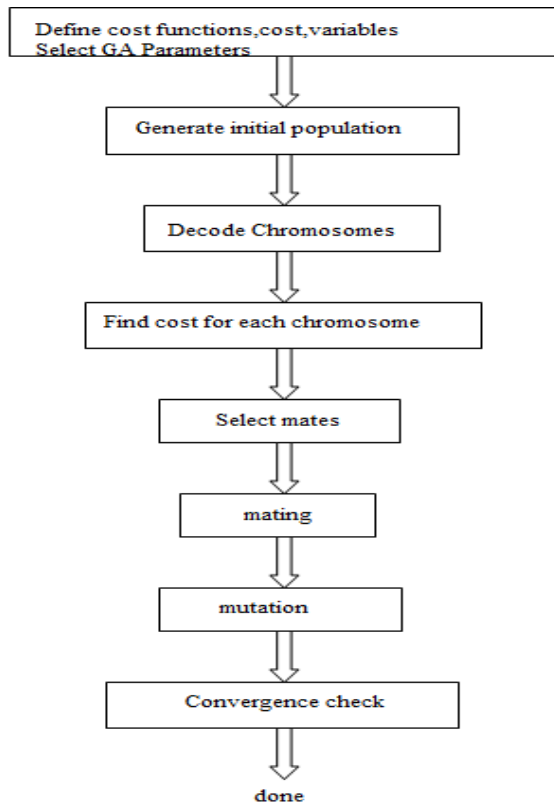 Define cost functions,cost,variables
Select GA Parameters
Generate initial population
Decode Chromosomes
Find cost for each chromosome
Select mates
mating
mutation
Convergence check
done